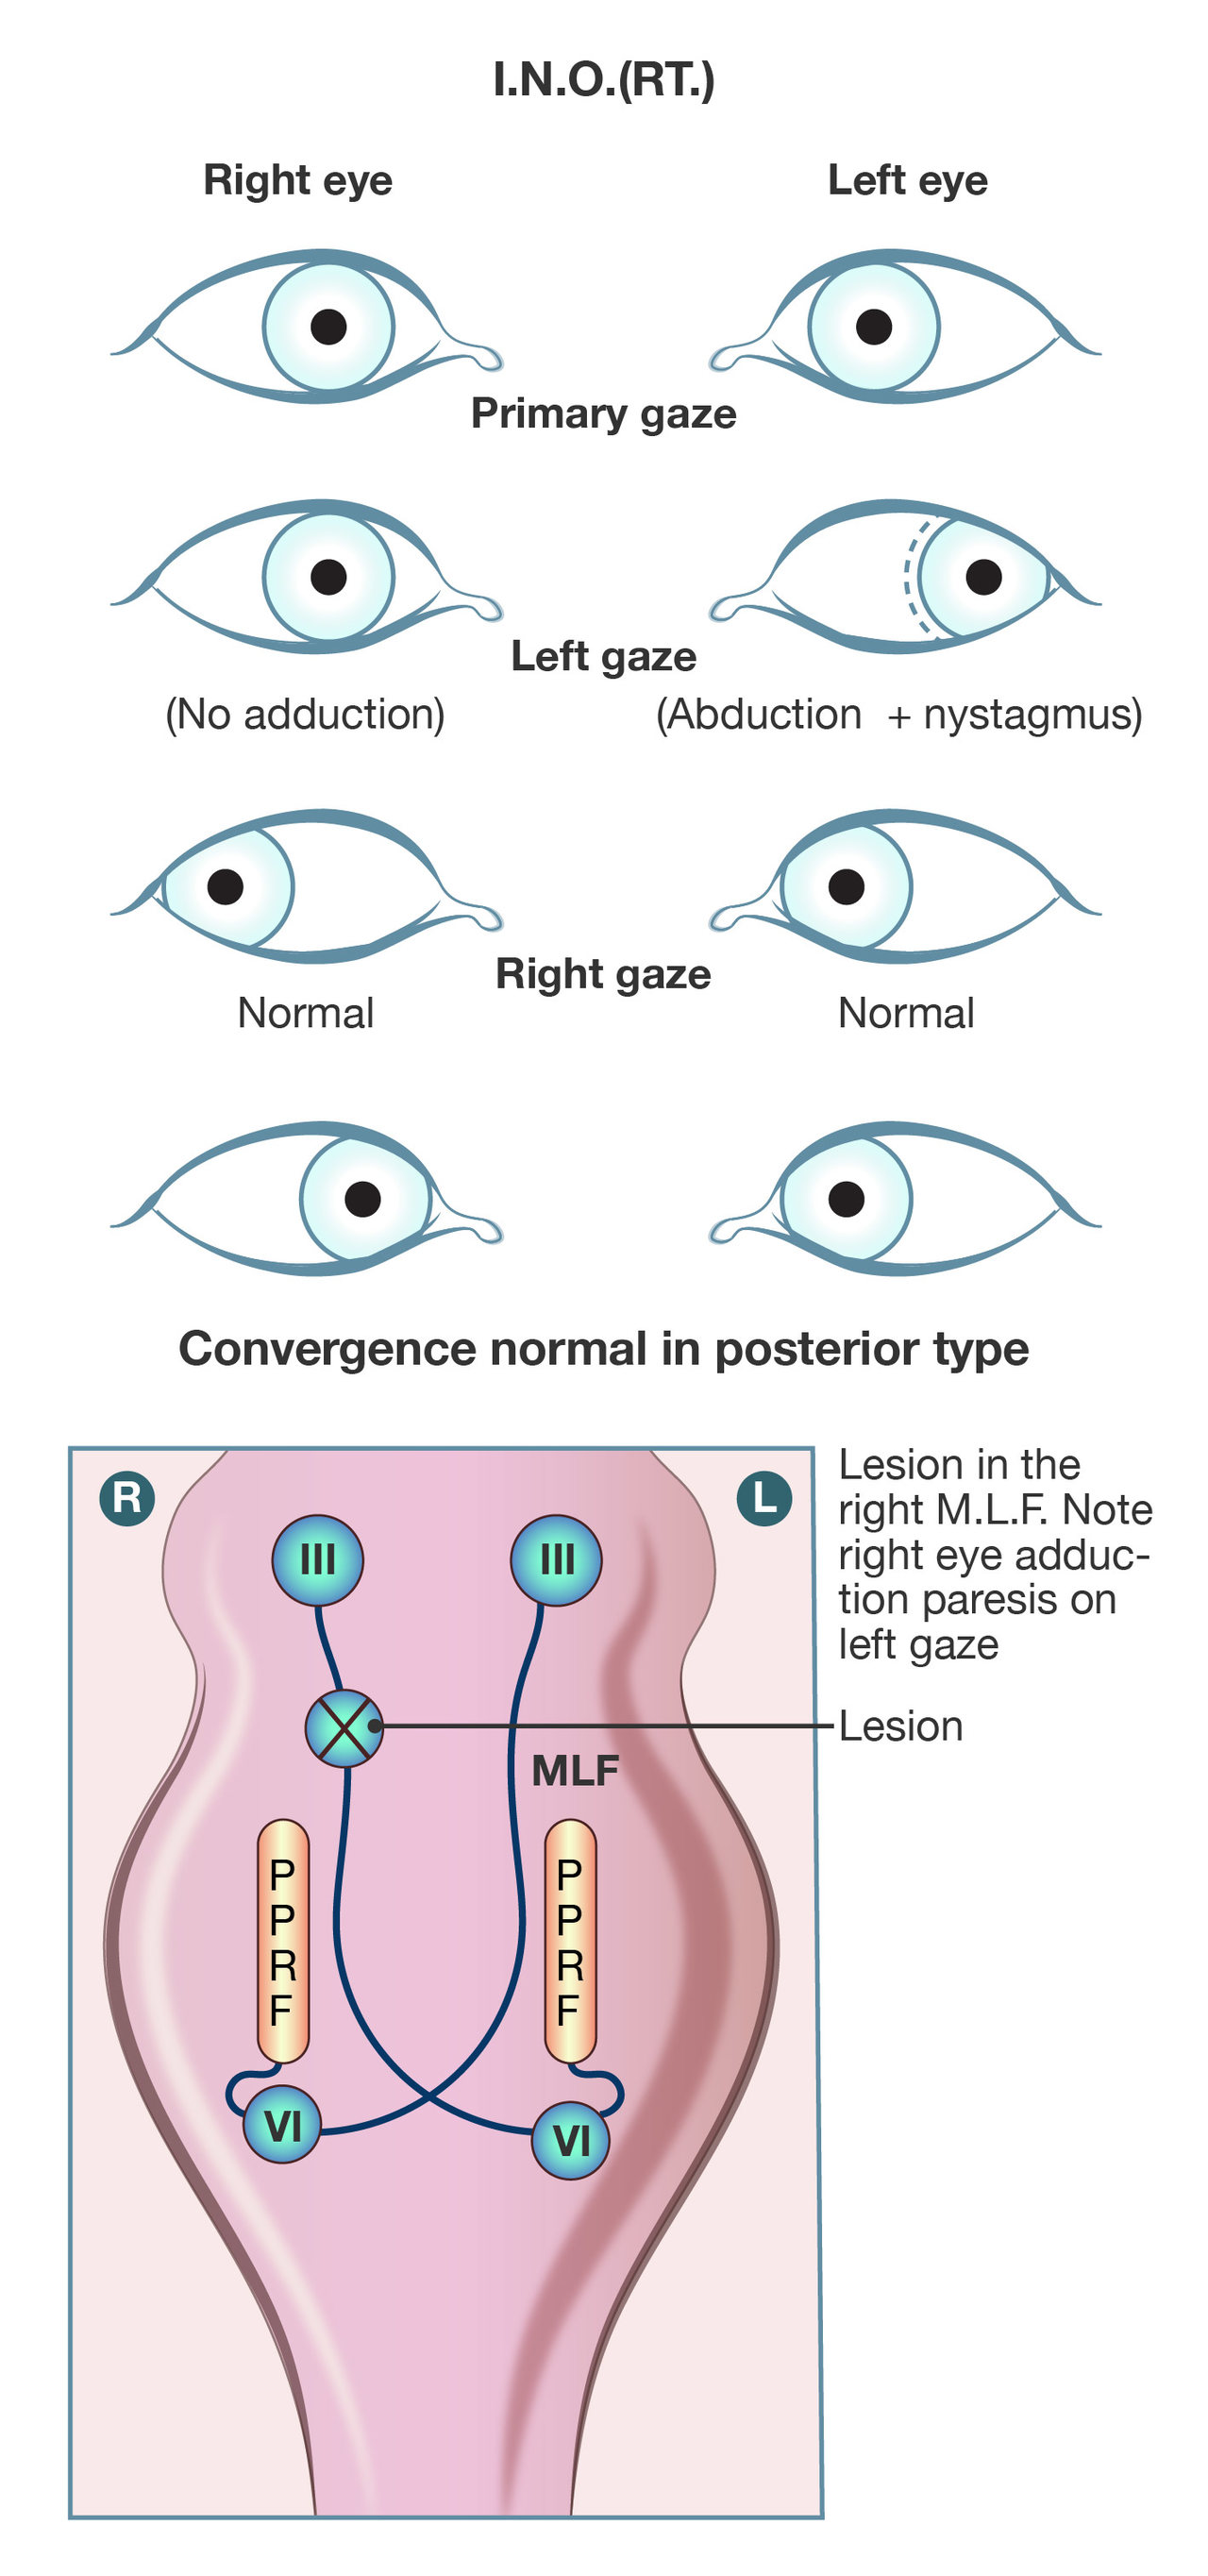 I.N.O.(RT.)
Right eye
Left eye
Primary gaze
Left gaze
(No adduction)
(Abduction + nystagmus)
Right gaze
Normal
Normal
Convergence normal in posterior type
R
L
Lesion in the
right M.L.F. Note
right eye adduc-
tion paresis on
left gaze
III
III
Lesion
MLF
P
P
R
F
P
P
R
F
VI
VI